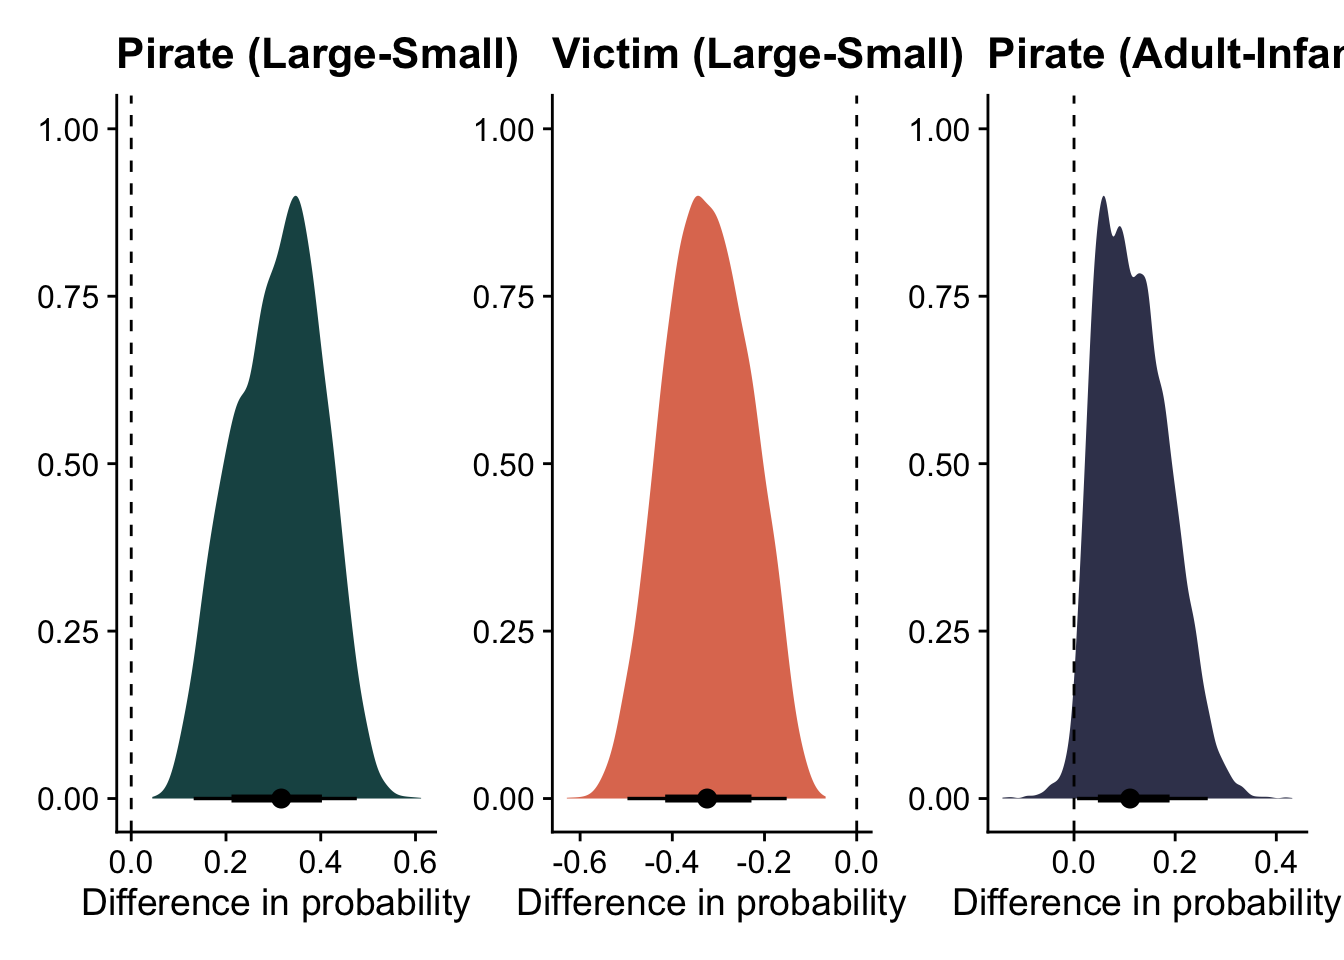 Pirate (Large-Small)
1.00
0.75
0.50
0.25
0.00
0.0 0.2 0.4 0.6
Difference in probability
Victim (Large-Small)
1.00
0.75
0.50
0.25
0.00
-0.6 -0.4 -0.2 0.0
Difference in probability
Pirate (Adult-Infan
1.00
0.75
0.50
0.25
0.00
0.0 0.2 0.4
Difference in probability